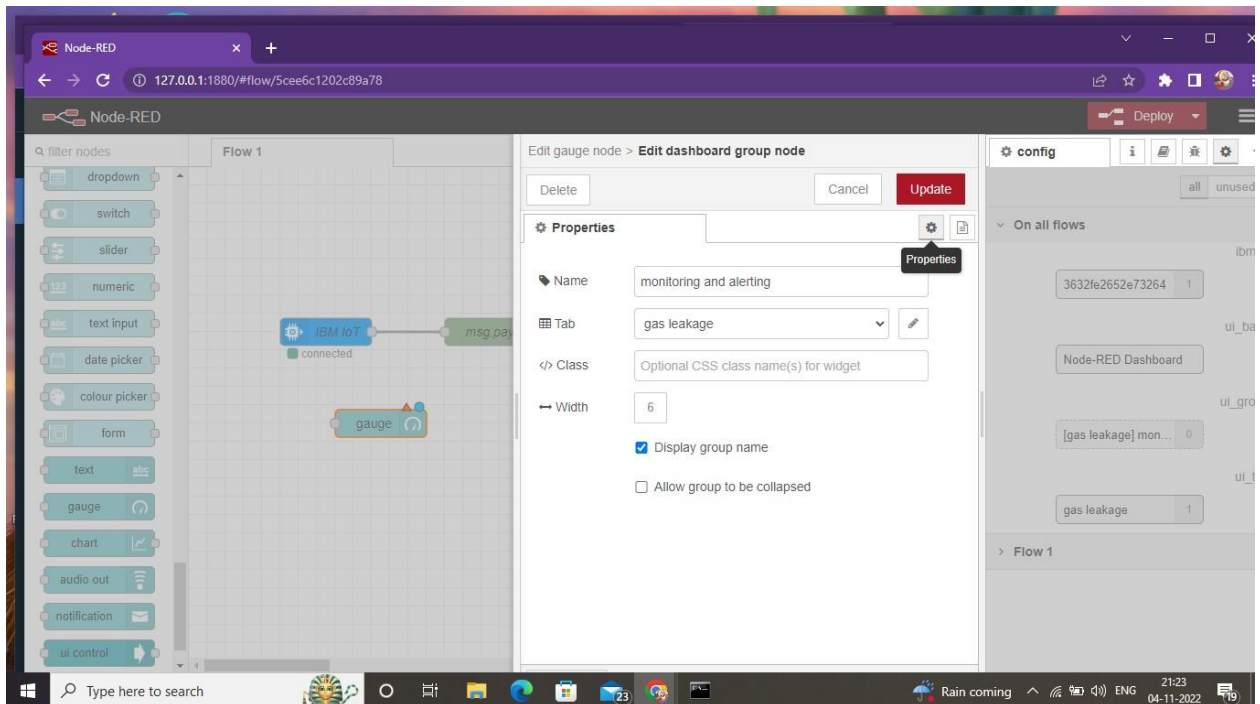 Node-RED
127.0.0.1:1880/#flow/5cee6c1202c89a78
Node-RED
Deploy
filter nodes
dropdown
switch
slider
numeric
text input
date picker
colour picker
form
text
gauge
chart
audio out
notification
ui control
123
abc
abc
Flow 1
IBM IoT
connected
msg.pay
gauge
Edit gauge node > Edit dashboard group node
Delete
Cancel
Update
Properties
Properties
Name
monitoring and alerting
Tab
gas leakage
</> Class
Optional CSS class name(s) for widget
Width
6
Display group name
Allow group to be collapsed
config
i
all
unused
On all flows
ibm
3632fe2652e73264
1
ui_ba
Node-RED Dashboard
ui_gro
[gas leakage] mon...
0
ui_t
gas leakage
1
Flow 1
Type here to search
23
Rain coming
ENG
21:23
04-11-2022
19